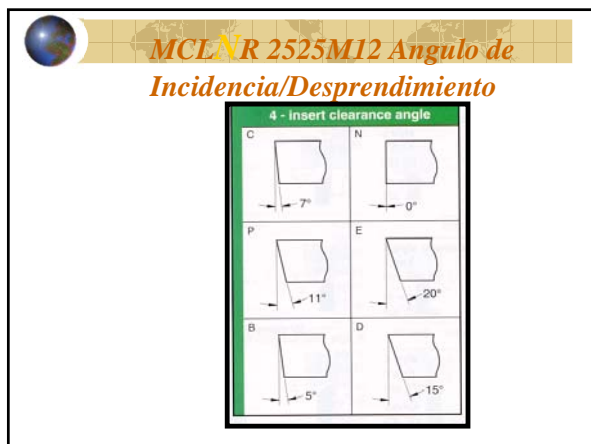 MCLNR 2525M12 Angulo de
Incidencia/Desprendimiento
4 - insert clearance angle
C
7°
N
0°
P
11°
E
20°
B
5°
D
15°